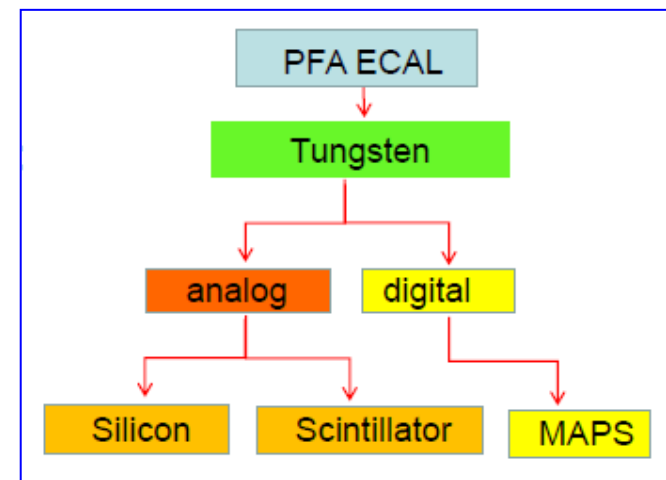 PFA ECAL
Tungsten
analog
digital
Silicon
Scintillator
MAPS